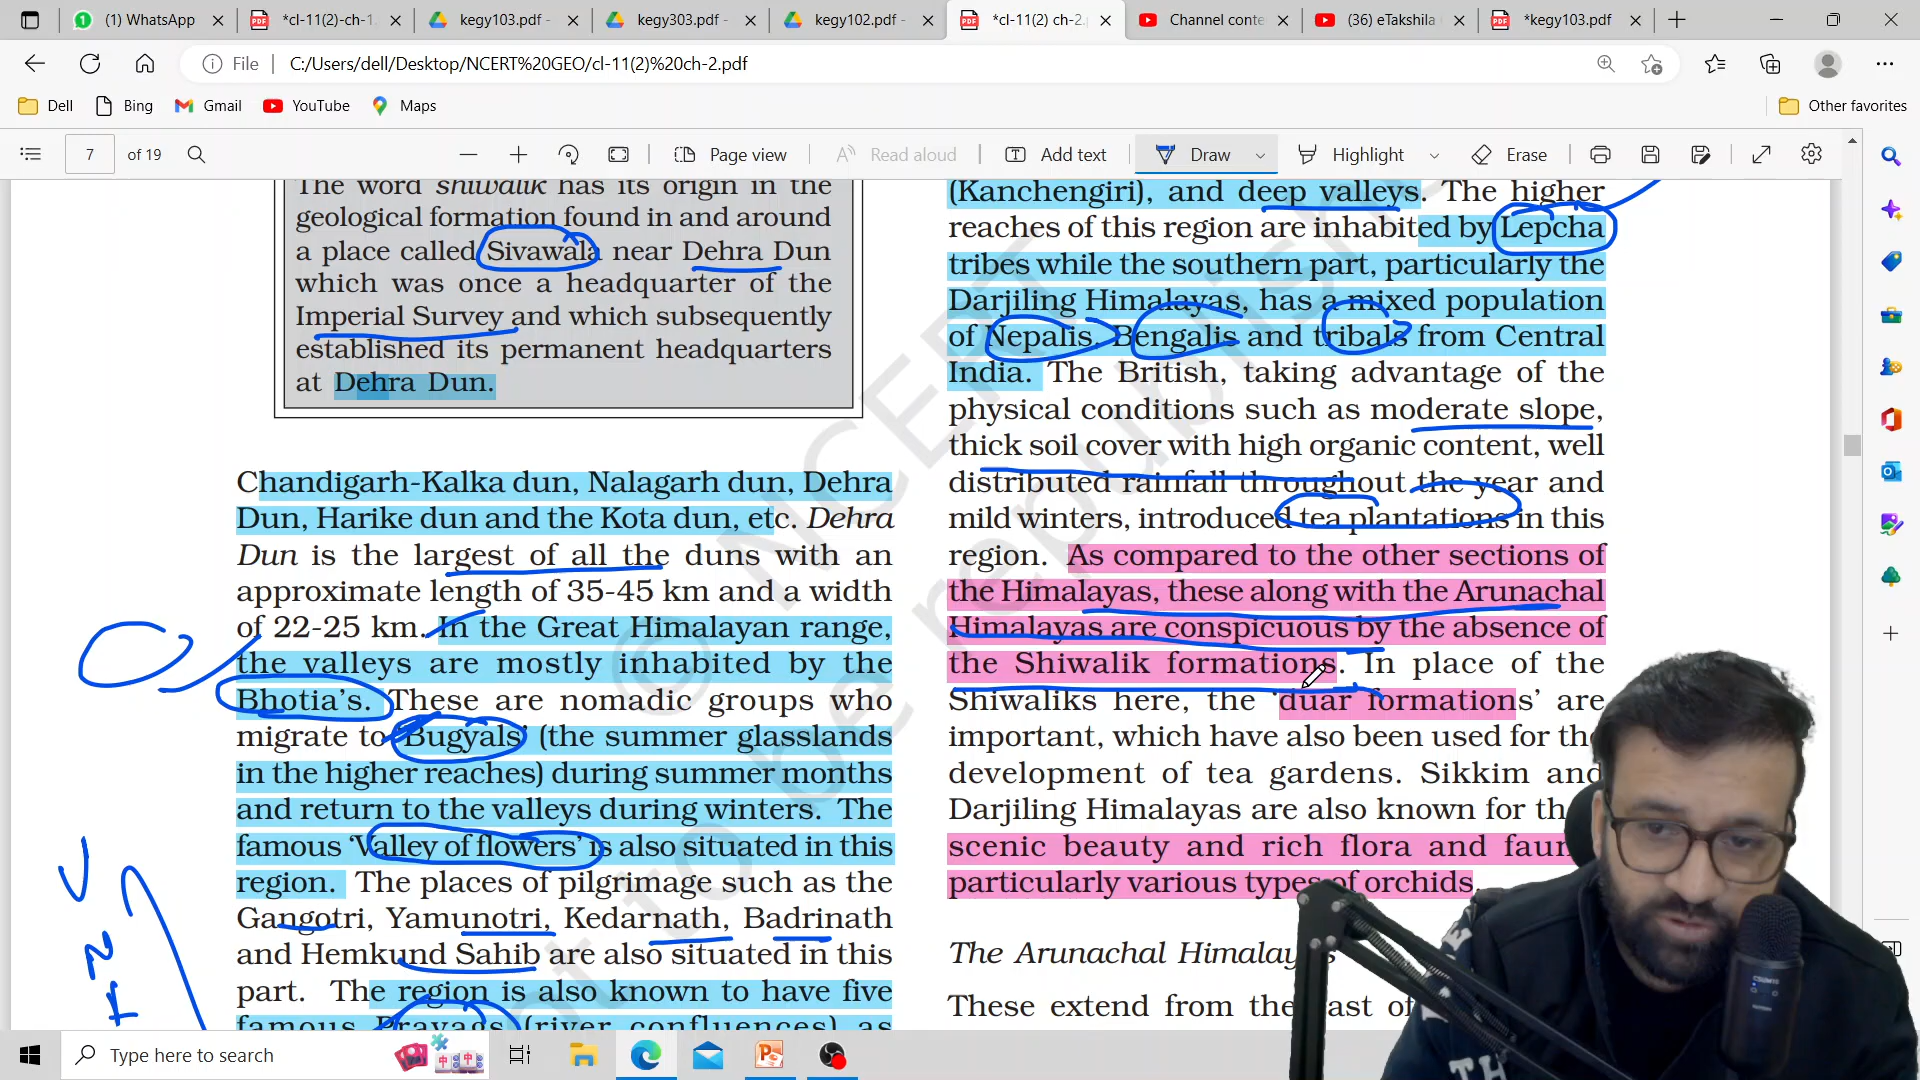 (1) WhatsApp
*cl-11(2)-ch-1.
kegy103.pdf -
kegy303.pdf -
kegy102.pdf -
*cl-11(2) ch-2.
Channel conte
(36) eTakshila
*kegy103.pdf
File
C:/Users/dell/Desktop/NCERT%20GEO/cl-11(2)%20ch-2.pdf
Dell
Bing
Gmail
YouTube
Maps
Other favorites
7 of 19
Page view
Read aloud
Add text
Draw
Highlight
Erase
The word shiwalik has its origin in the
geological formation found in and around
a place called Sivawala near Dehra Dun
which was once a headquarter of the
Imperial Survey and which subsequently
established its permanent headquarters
at Dehra Dun.
Chandigarh-Kalka dun, Nalagarh dun, Dehra
Dun, Harike dun and the Kota dun, etc. Dehra
Dun is the largest of all the duns with an
approximate length of 35-45 km and a width
of 22-25 km. In the Great Himalayan range,
the valleys are mostly inhabited by the
Bhotia's. These are nomadic groups who
migrate to 'Bugyals' (the summer glasslands
in the higher reaches) during summer months
and return to the valleys during winters. The
famous 'Valley of flowers' is also situated in this
region. The places of pilgrimage such as the
Gangotri, Yamunotri, Kedarnath, Badrinath
and Hemkund Sahib are also situated in this
part. The region is also known to have five
famous Prayags (river confluences) as
(Kanchengiri), and deep valleys. The higher
reaches of this region are inhabited by Lepcha
tribes while the southern part, particularly the
Darjiling Himalayas, has a mixed population
of Nepalis, Bengalis and tribals from Central
India. The British, taking advantage of the
physical conditions such as moderate slope,
thick soil cover with high organic content, well
distributed rainfall throughout the year and
mild winters, introduced tea plantations in this
region. As compared to the other sections of
the Himalayas, these along with the Arunachal
Himalayas are conspicuous by the absence of
the Shiwalik formations. In place of the
Shiwaliks here, the 'duar formations' are
important, which have also been used for the
development of tea gardens. Sikkim and
Darjiling Himalayas are also known for
scenic beauty and rich flora and
particularly various types of orchids.
The Arunachal Himalayas
These extend from the east of
© NCERT
not to be republished
Type here to search